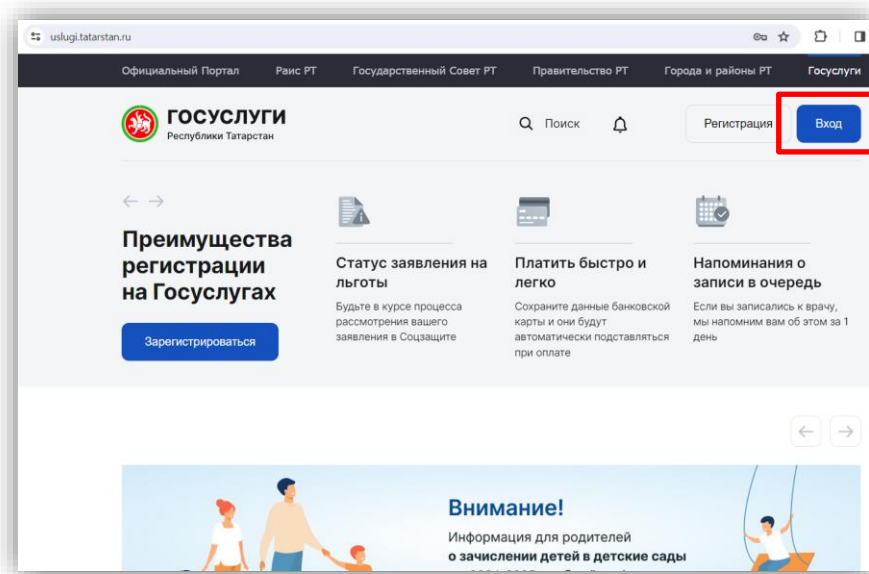 uslugi.tatarstan.ru
Официальный Портал Раис РТ Государственный Совет РТ Правительство РТ Города и районы РТ Госуслуги
ГОСУСЛУГИ
Республики Татарстан
Поиск Регистрация Вход
Преимущества
регистрации
на Госуслугах
Зарегистрироваться
Статус заявления на
льготы
Будьте в курсе процесса
рассмотрения вашего
заявления в Соцзащите
Платить быстро и
легко
Сохраните данные банковской
карты и они будут
автоматически подставляться
при оплате
Напоминания о
записи в очередь
Если вы записались к врачу,
мы напомним вам об этом за 1
день
Внимание!
Информация для родителей
о зачислении детей в детские сады